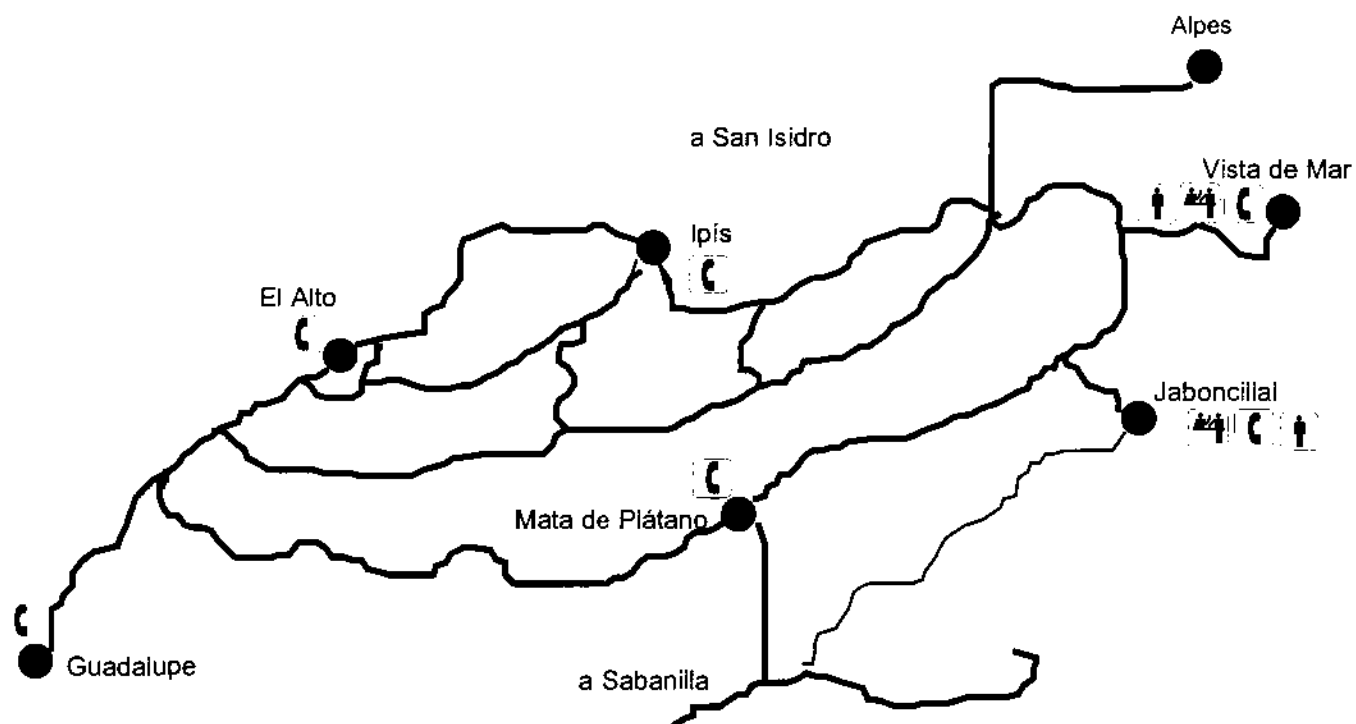 Alpes
a San Isidro
Vista de Mar
Ipís
El Alto
Jaboncillal
Mata de Plátano
Guadalupe
a Sabanilla